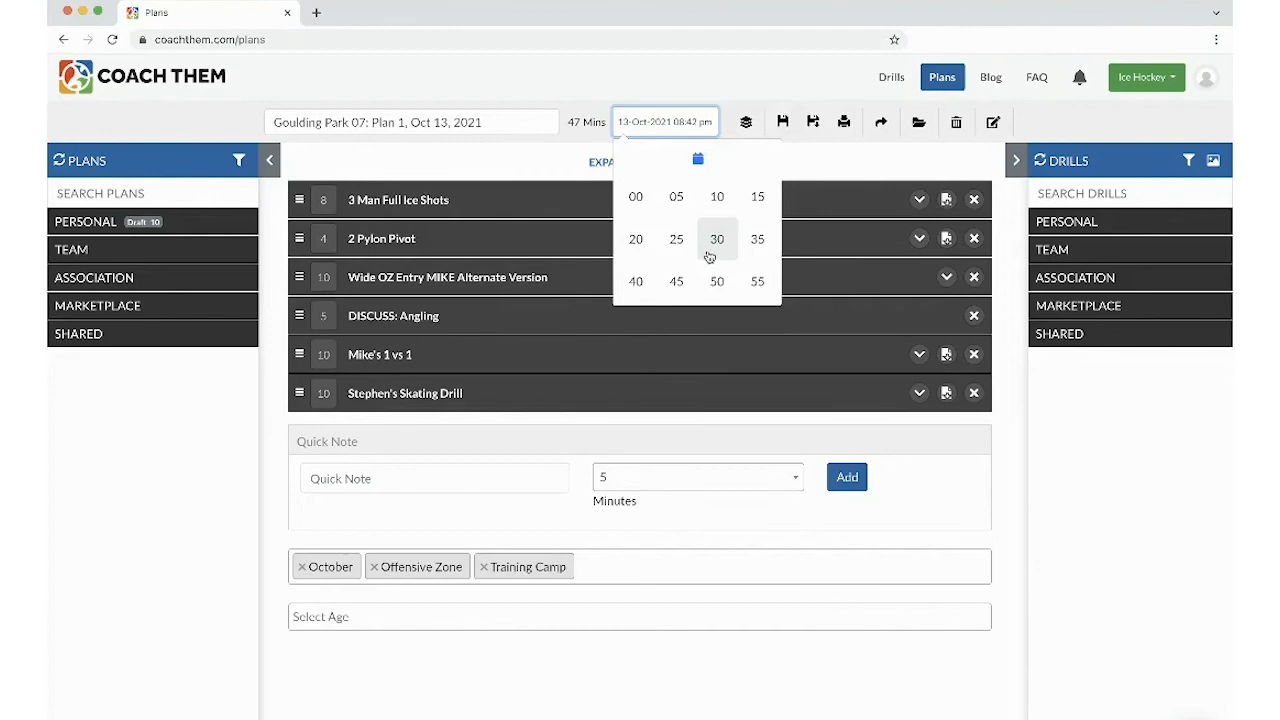 Plans
coachthem.com/plans
COACH THEM
Drills
Plans
Blog
FAQ
Ice Hockey
Goulding Park 07: Plan 1, Oct 13, 2021
47 Mins
13-Oct-2021 08:42 pm
PLANS
SEARCH PLANS
PERSONAL Draft 10
TEAM
ASSOCIATION
MARKETPLACE
SHARED
EXPA
00 05 10 15
20 25 30 35
40 45 50 55
8 3 Man Full Ice Shots
4 2 Pylon Pivot
10 Wide OZ Entry MIKE Alternate Version
5 DISCUSS: Angling
10 Mike's 1 vs 1
10 Stephen's Skating Drill
Quick Note
Quick Note
5
Add
Minutes
×October ×Offensive Zone ×Training Camp
Select Age
DRILLS
SEARCH DRILLS
PERSONAL
TEAM
ASSOCIATION
MARKETPLACE
SHARED